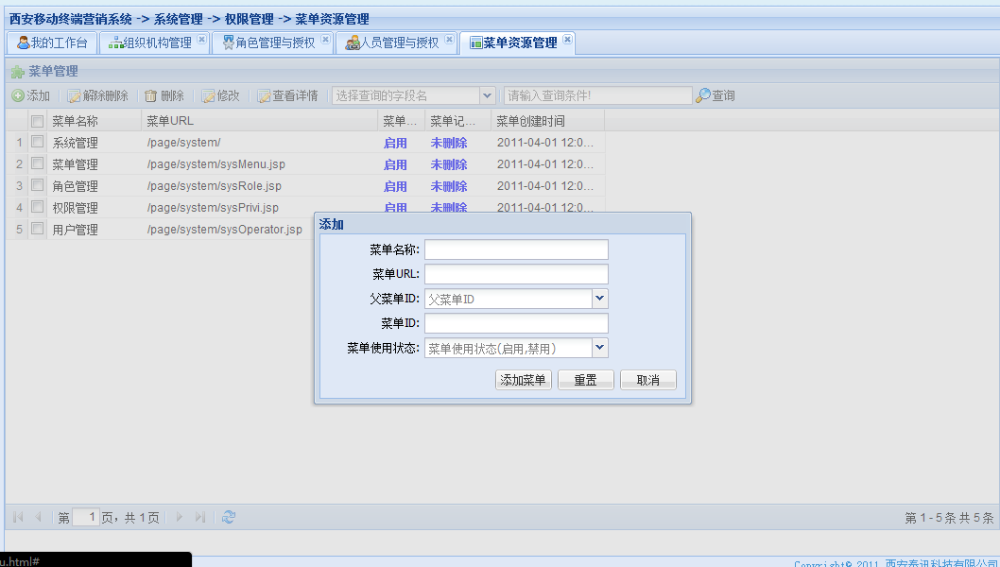 西安移动终端营销系统 -> 系统管理 -> 权限管理 -> 菜单资源管理
我的工作台 组织机构管理 角色管理与授权 人员管理与授权 菜单资源管理
菜单管理
添加 解除删除 删除 修改 查看详情 选择查询的字段名 请输入查询条件! 查询
菜单名称 菜单URL 菜单... 菜单记... 菜单创建时间
1 系统管理 /page/system/ 启用 未删除 2011-04-01 12:0...
2 菜单管理 /page/system/sysMenu.jsp 启用 未删除 2011-04-01 12:0...
3 角色管理 /page/system/sysRole.jsp 启用 未删除 2011-04-01 12:0...
4 权限管理 /page/system/sysPrivi.jsp 启用 未删除 2011-04-01 12:0...
5 用户管理 /page/system/sysOperator.jsp
添加
菜单名称:
菜单URL:
父菜单ID: 父菜单ID
菜单ID:
菜单使用状态: 菜单使用状态(启用,禁用)
添加菜单 重置 取消
第 1 页，共 1 页 第 1 - 5 条 共 5 条
u.html#
Copyright© 2011 西安泰讯科技有限公司